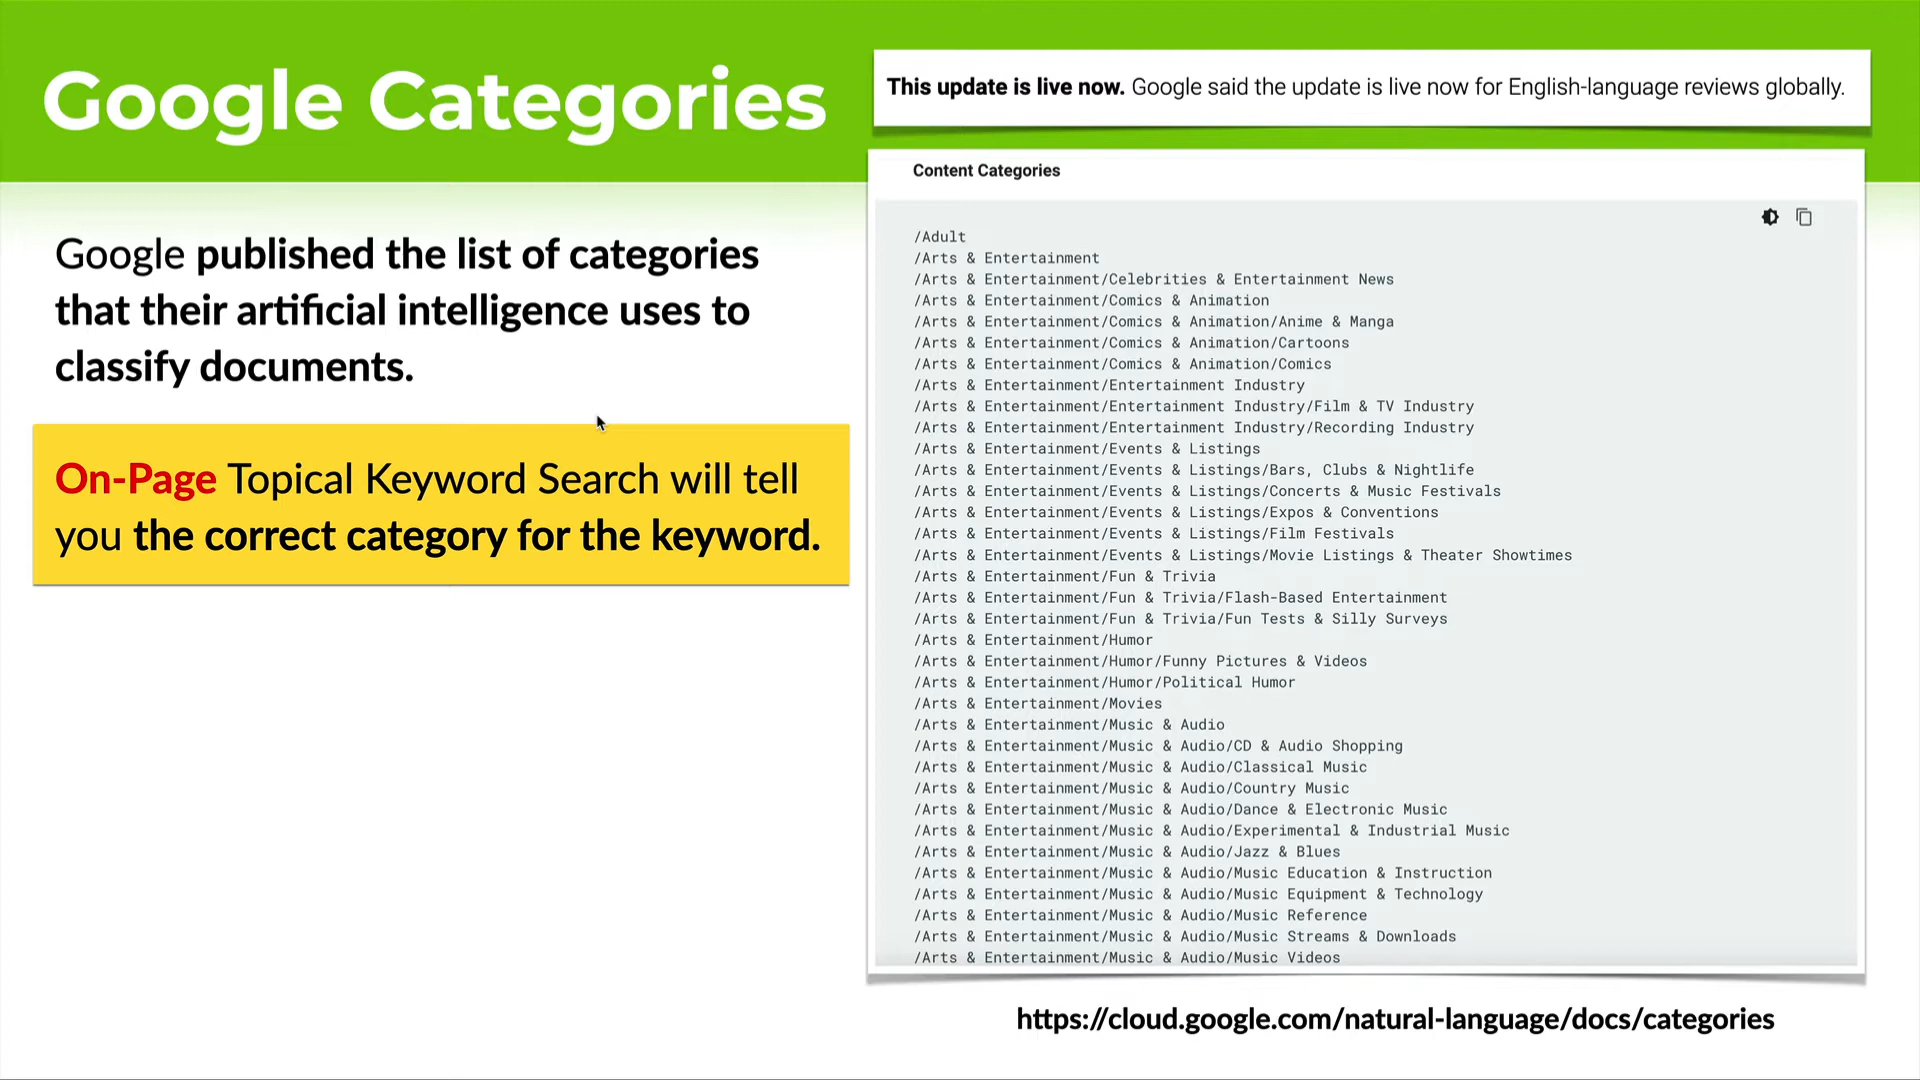 Google Categories
This update is live now. Google said the update is live now for English-language reviews globally.
Google published the list of categories
that their artificial intelligence uses to
classify documents.
On-Page Topical Keyword Search will tell
you the correct category for the keyword.
Content Categories
/Adult
/Arts & Entertainment
/Arts & Entertainment/Celebrities & Entertainment News
/Arts & Entertainment/Comics & Animation
/Arts & Entertainment/Comics & Animation/Anime & Manga
/Arts & Entertainment/Comics & Animation/Cartoons
/Arts & Entertainment/Comics & Animation/Comics
/Arts & Entertainment/Entertainment Industry
/Arts & Entertainment/Entertainment Industry/Film & TV Industry
/Arts & Entertainment/Entertainment Industry/Recording Industry
/Arts & Entertainment/Events & Listings
/Arts & Entertainment/Events & Listings/Bars, Clubs & Nightlife
/Arts & Entertainment/Events & Listings/Concerts & Music Festivals
/Arts & Entertainment/Events & Listings/Expos & Conventions
/Arts & Entertainment/Events & Listings/Film Festivals
/Arts & Entertainment/Events & Listings/Movie Listings & Theater Showtimes
/Arts & Entertainment/Fun & Trivia
/Arts & Entertainment/Fun & Trivia/Flash-Based Entertainment
/Arts & Entertainment/Fun & Trivia/Fun Tests & Silly Surveys
/Arts & Entertainment/Humor
/Arts & Entertainment/Humor/Funny Pictures & Videos
/Arts & Entertainment/Humor/Political Humor
/Arts & Entertainment/Movies
/Arts & Entertainment/Music & Audio
/Arts & Entertainment/Music & Audio/CD & Audio Shopping
/Arts & Entertainment/Music & Audio/Classical Music
/Arts & Entertainment/Music & Audio/Country Music
/Arts & Entertainment/Music & Audio/Dance & Electronic Music
/Arts & Entertainment/Music & Audio/Experimental & Industrial Music
/Arts & Entertainment/Music & Audio/Jazz & Blues
/Arts & Entertainment/Music & Audio/Music Education & Instruction
/Arts & Entertainment/Music & Audio/Music Equipment & Technology
/Arts & Entertainment/Music & Audio/Music Reference
/Arts & Entertainment/Music & Audio/Music Streams & Downloads
/Arts & Entertainment/Music & Audio/Music Videos
https://cloud.google.com/natural-language/docs/categories